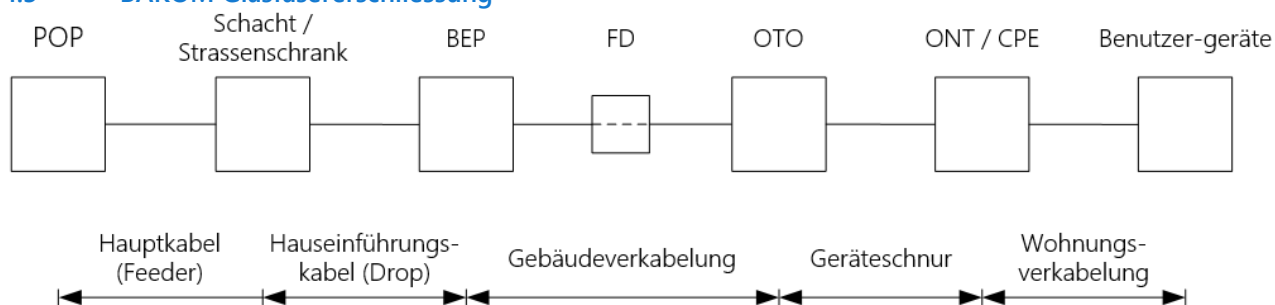 BAKOM Glasfasererschliessung
POP
Schacht /
Strassenschrank
BEP
FD
OTO
ONT / CPE
Benutzer-geräte
Hauptkabel
(Feeder)
Hauseinführungs-
kabel (Drop)
Gebäudeverkabelung
Geräteschnur
Wohnungs-
verkabelung